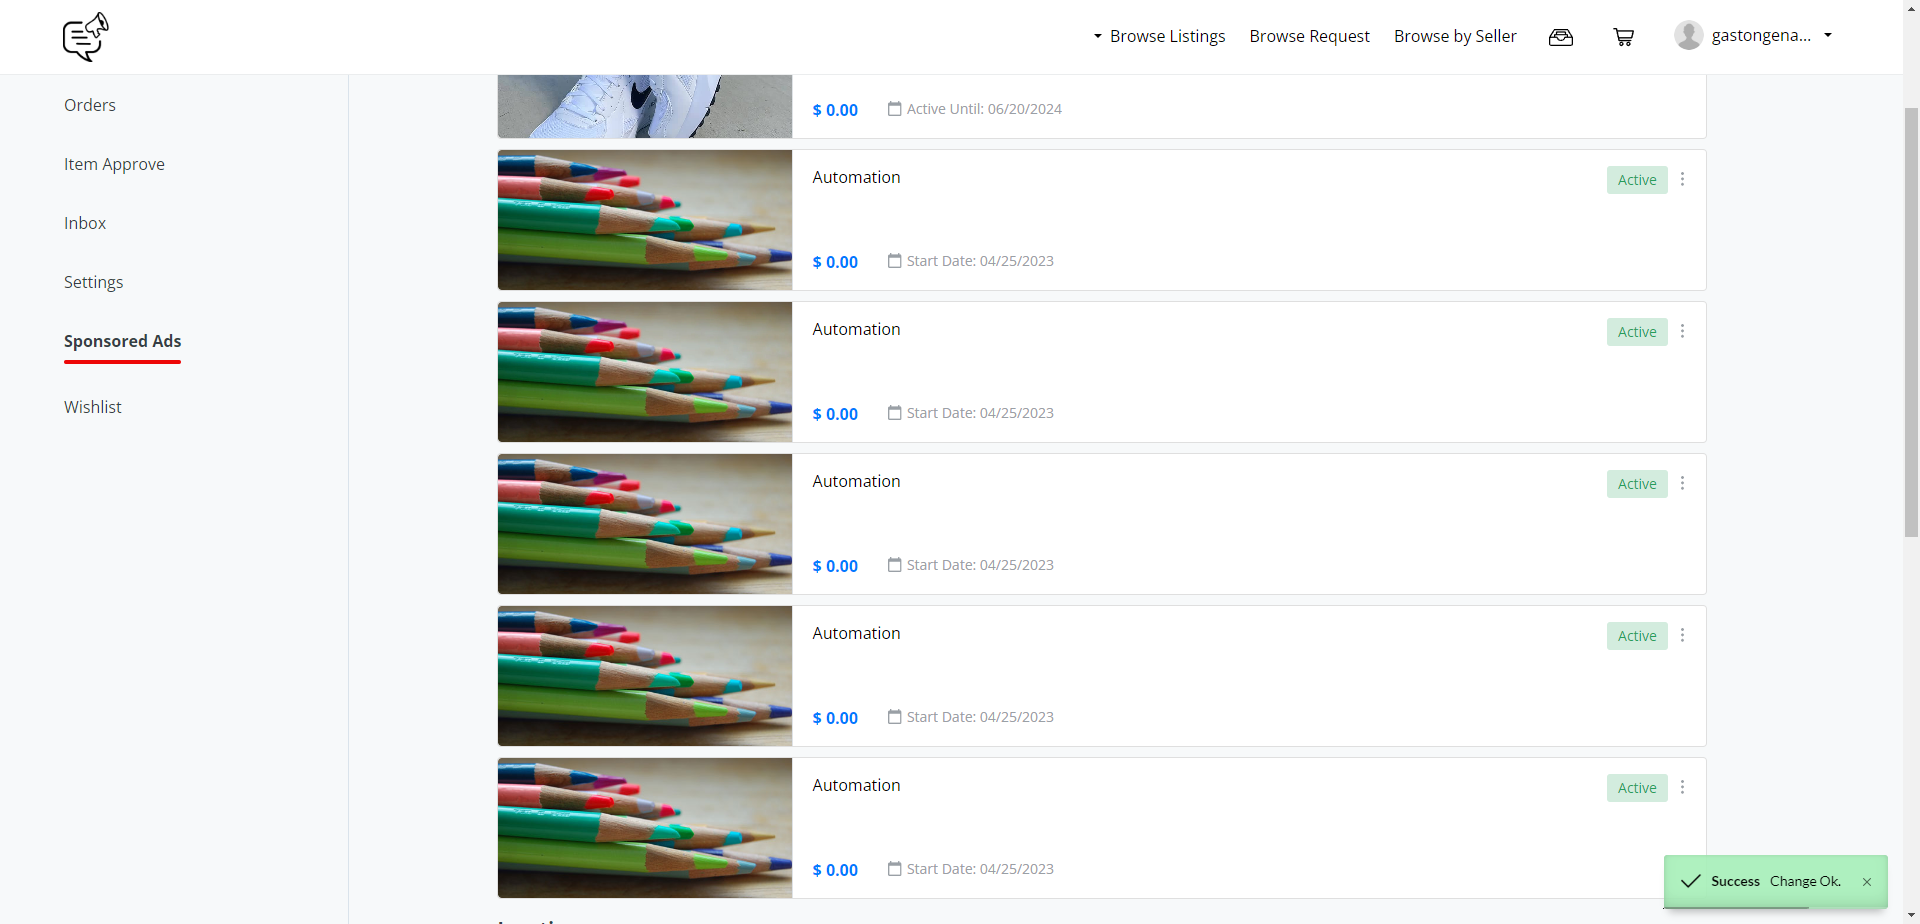 Browse Listings
Browse Request
Browse by Seller
gastongena...
Orders
Item Approve
Inbox
Settings
Sponsored Ads
Wishlist
$ 0.00
Active Until: 06/20/2024
Automation
Active
$ 0.00
Start Date: 04/25/2023
Automation
Active
$ 0.00
Start Date: 04/25/2023
Automation
Active
$ 0.00
Start Date: 04/25/2023
Automation
Active
$ 0.00
Start Date: 04/25/2023
Automation
Active
$ 0.00
Start Date: 04/25/2023
Success Change Ok.